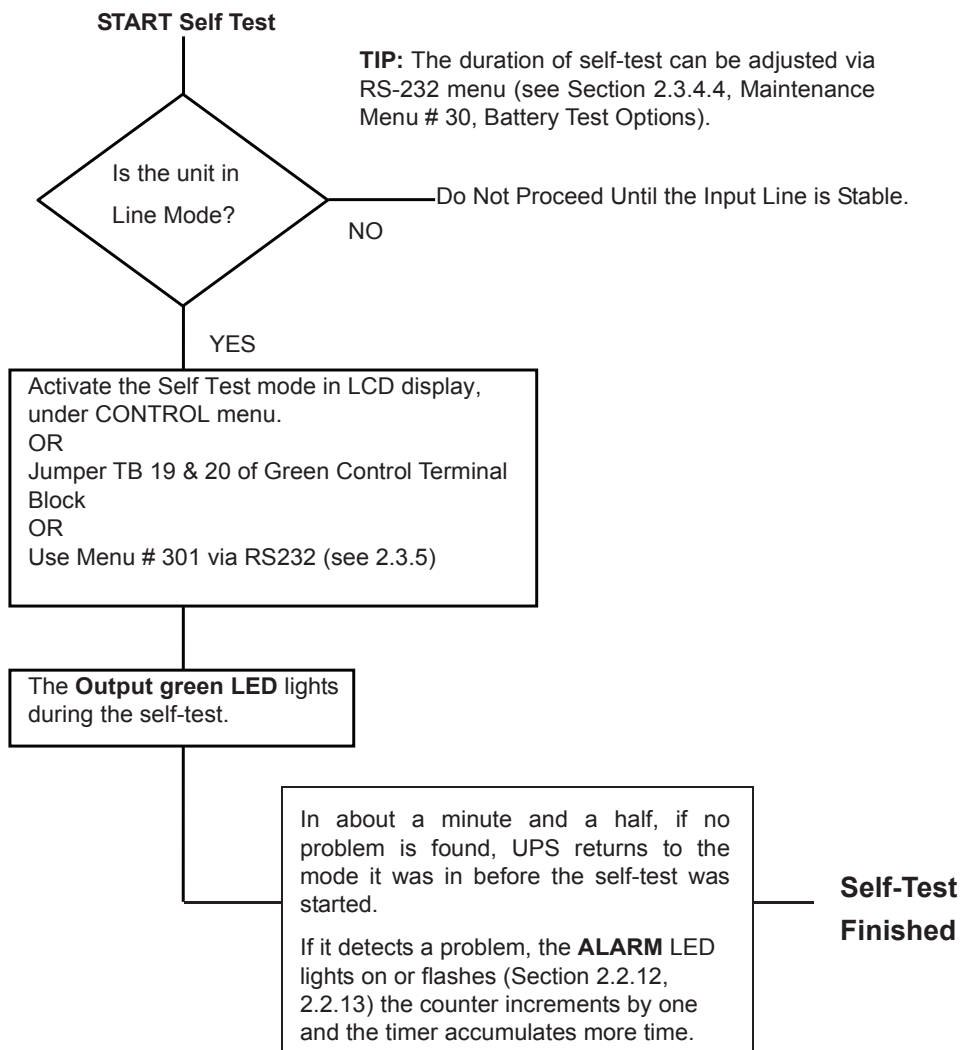 START Self Test
TIP: The duration of self-test can be adjusted via
RS-232 menu (see Section 2.3.4.4, Maintenance
Menu # 30, Battery Test Options).
Is the unit in
Line Mode?
Do Not Proceed Until the Input Line is Stable.
NO
YES
Activate the Self Test mode in LCD display,
under CONTROL menu.
OR
Jumper TB 19 & 20 of Green Control Terminal
Block
OR
Use Menu # 301 via RS232 (see 2.3.5)
The Output green LED lights
during the self-test.
In about a minute and a half, if no
problem is found, UPS returns to the
mode it was in before the self-test was
started.
If it detects a problem, the ALARM LED
lights on or flashes (Section 2.2.12,
2.2.13) the counter increments by one
and the timer accumulates more time.
Self-Test
Finished